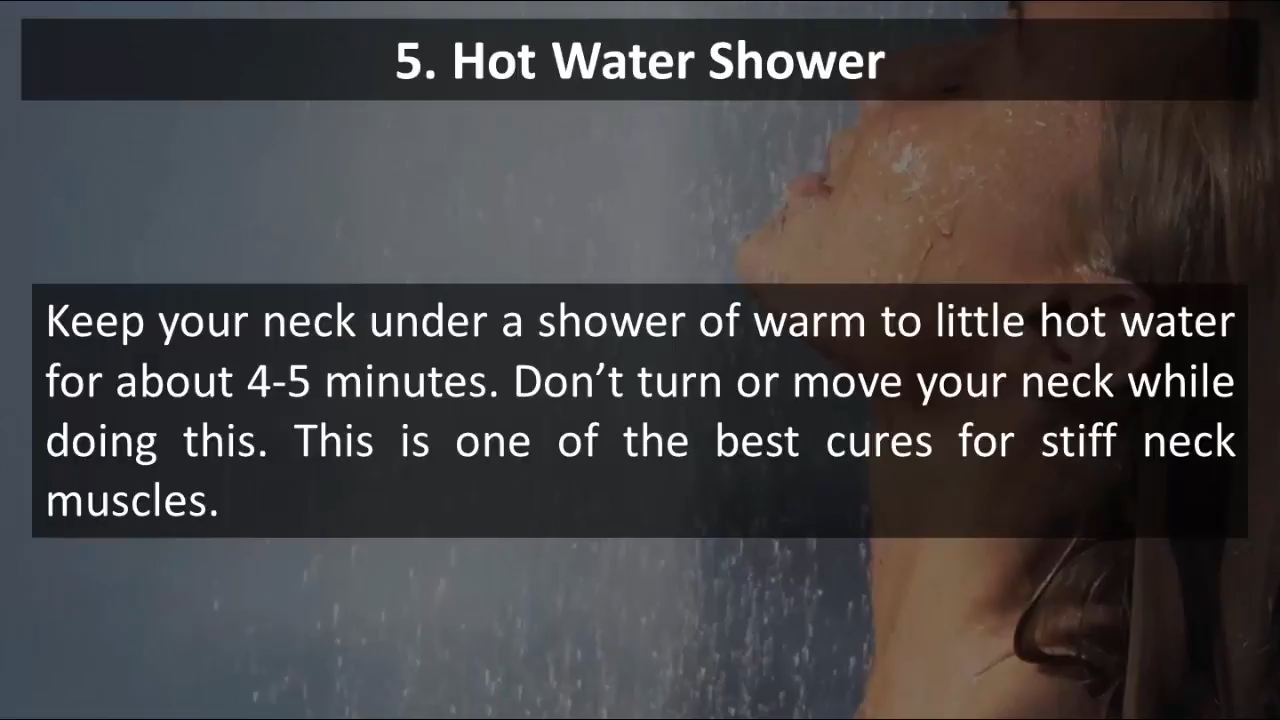 5. Hot Water Shower
Keep your neck under a shower of warm to little hot water
for about 4-5 minutes. Don’t turn or move your neck while
doing this. This is one of the best cures for stiff neck
muscles.